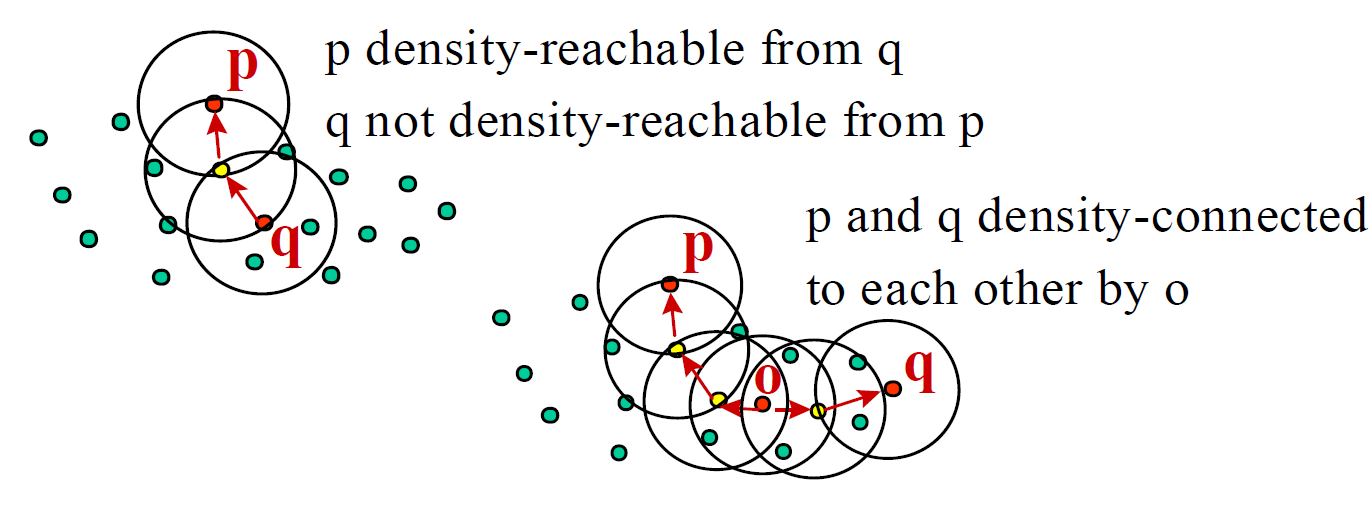 p
p density-reachable from q
q not density-reachable from p
q
p and q density-connected
to each other by o
p
o
q